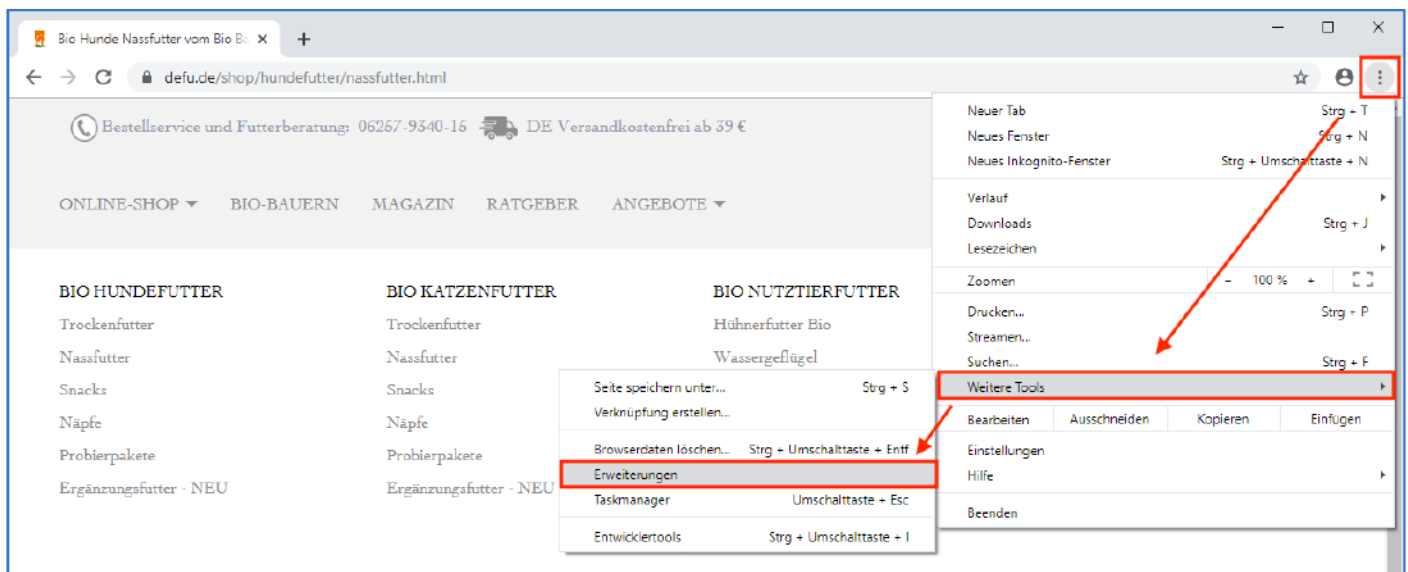 Bio Hunde Nassfutter vom Bio Ba
defu.de/shop/hundefutter/nassfutter.html
Bestellservice und Futterberatung: 06257-9340-15 DE Versandkostenfrei ab 39 €
ONLINE-SHOP BIO-BAUERN MAGAZIN RATGEBER ANGEBOTE
BIO HUNDEFUTTER
Trockenfutter
Nassfutter
Snacks
Näpfe
Probierpakete
Ergänzungsfutter - NEU
BIO KATZENFUTTER
Trockenfutter
Nassfutter
Snacks
Näpfe
Probierpakete
Ergänzungsfutter - NEU
BIO NUTZTIERFUTTER
Hühnerfutter Bio
Wassergeflügel
Neuer Tab Strg + T
Neues Fenster Strg + N
Neues Inkognito-Fenster Strg + Umschalttaste + N
Verlauf
Downloads Strg + J
Lesezeichen
Zoomen - 100 % +
Drucken... Strg + P
Streamen...
Suchen... Strg + F
Weitere Tools
Bearbeiten Ausschneiden Kopieren Einfügen
Einstellungen
Hilfe
Beenden
Seite speichern unter... Strg + S
Verknüpfung erstellen...
Browserdaten löschen... Strg + Umschalttaste + Entf
Erweiterungen
Taskmanager Umschalttaste + Esc
Entwicklertools Strg + Umschalttaste + I